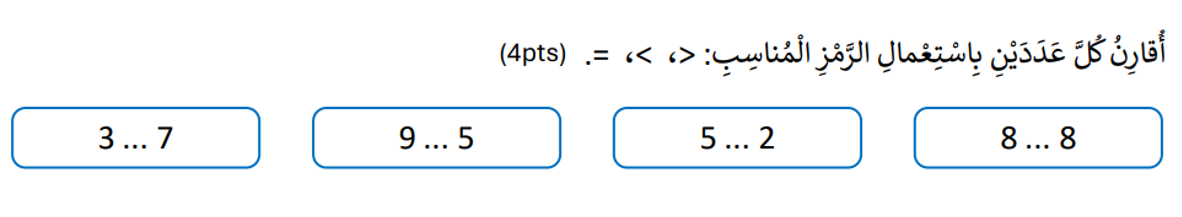 أُقارِنُ كُلَّ عَدَدَيْنِ بِاسْتِعْمالِ الرَّمْزِ الْمُناسِبِ: <، >، =. (4pts)
8 ... 8
5 ... 2
9 ... 5
3 ... 7